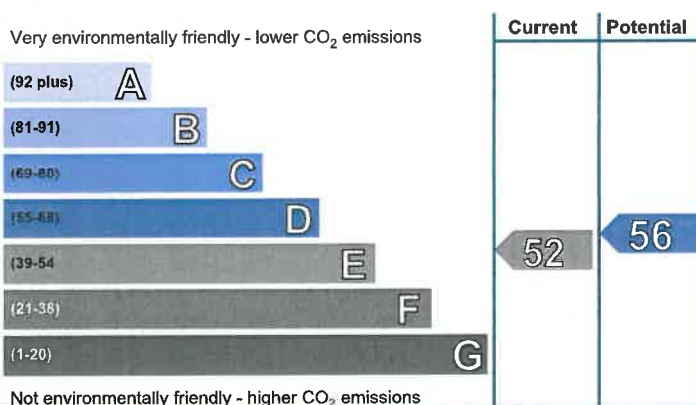 Very environmentally friendly - lower CO₂ emissions
Current
Potential
(92 plus) A
(81-91) B
(69-80) C
(55-68) D
(39-54 E
(21-38) F
(1-20) G
52
56
Not environmentally friendly - higher CO₂ emissions